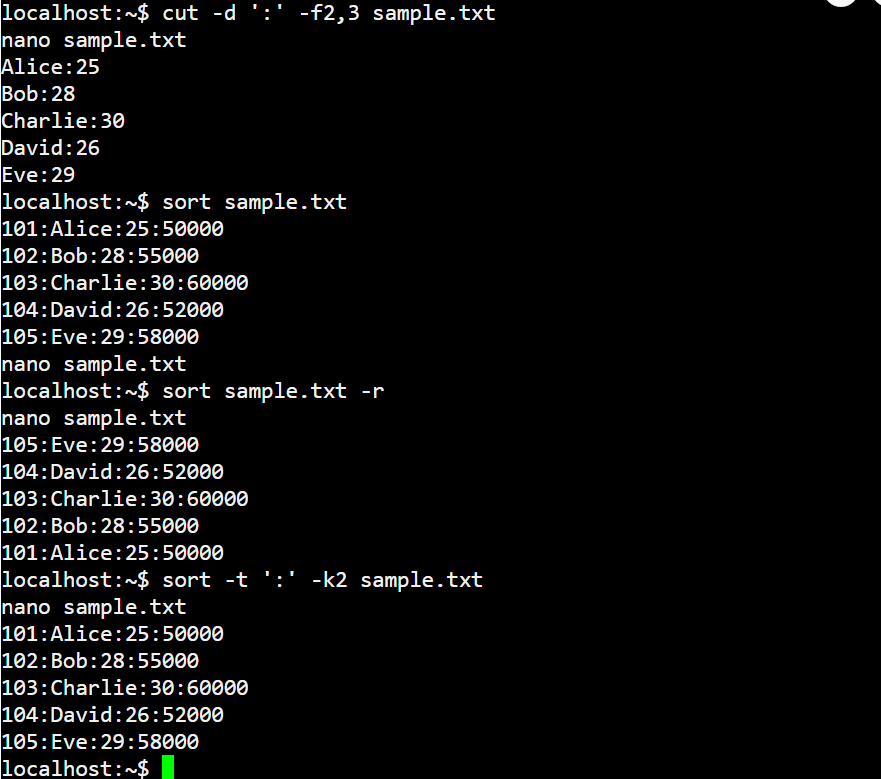 localhost:~$ cut -d ':' -f2,3 sample.txt
nano sample.txt
Alice:25
Bob:28
Charlie:30
David:26
Eve:29
localhost:~$ sort sample.txt
101:Alice:25:50000
102:Bob:28:55000
103:Charlie:30:60000
104:David:26:52000
105:Eve:29:58000
nano sample.txt
localhost:~$ sort sample.txt -r
nano sample.txt
105:Eve:29:58000
104:David:26:52000
103:Charlie:30:60000
102:Bob:28:55000
101:Alice:25:50000
localhost:~$ sort -t ':' -k2 sample.txt
nano sample.txt
101:Alice:25:50000
102:Bob:28:55000
103:Charlie:30:60000
104:David:26:52000
105:Eve:29:58000
localhost:~$